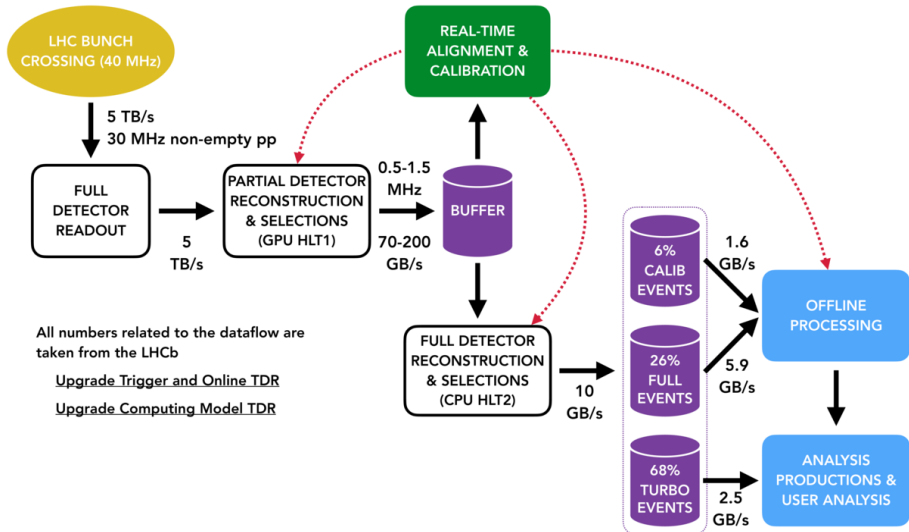 LHC BUNCH
CROSSING (40 MHz)
REAL-TIME
ALIGNMENT &
CALIBRATION
5 TB/s
30 MHz non-empty pp
FULL
DETECTOR
READOUT
5
TB/s
PARTIAL DETECTOR
RECONSTRUCTION
& SELECTIONS
(GPU HLT1)
0.5-1.5
MHz
70-200
GB/s
BUFFER
FULL DETECTOR
RECONSTRUCTION
& SELECTIONS
(CPU HLT2)
10
GB/s
6%
CALIB
EVENTS
1.6
GB/s
26%
FULL
EVENTS
5.9
GB/s
68%
TURBO
EVENTS
2.5
GB/s
OFFLINE
PROCESSING
ANALYSIS
PRODUCTIONS &
USER ANALYSIS
All numbers related to the dataflow are
taken from the LHCb
Upgrade Trigger and Online TDR
Upgrade Computing Model TDR